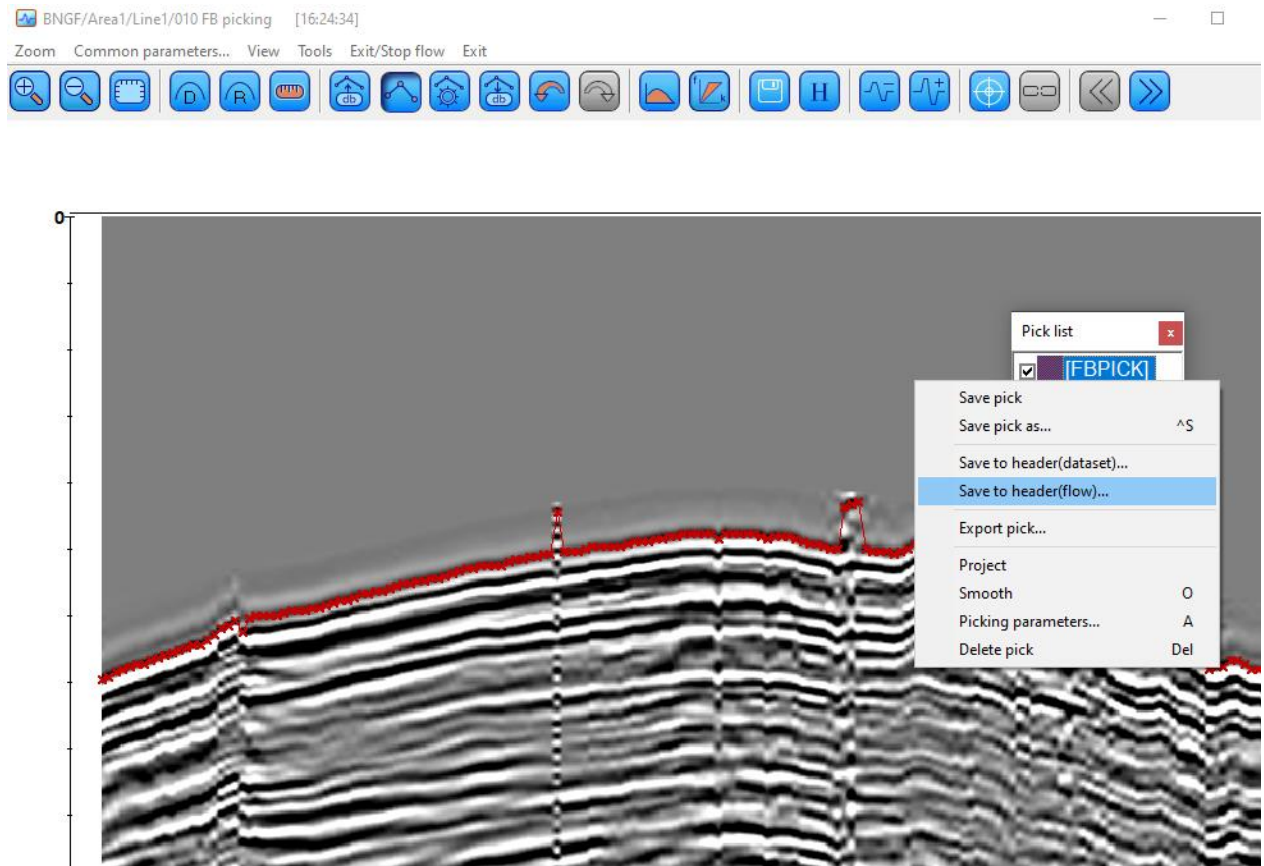 BNGF/Area1/Line1/010 FB picking [16:24:34]
Zoom Common parameters... View Tools Exit/Stop flow Exit
D R db db f k H
0
Pick list x
[FBPICK]
Save pick
Save pick as... ^S
Save to header(dataset)...
Save to header(flow)...
Export pick...
Project
Smooth O
Picking parameters... A
Delete pick Del